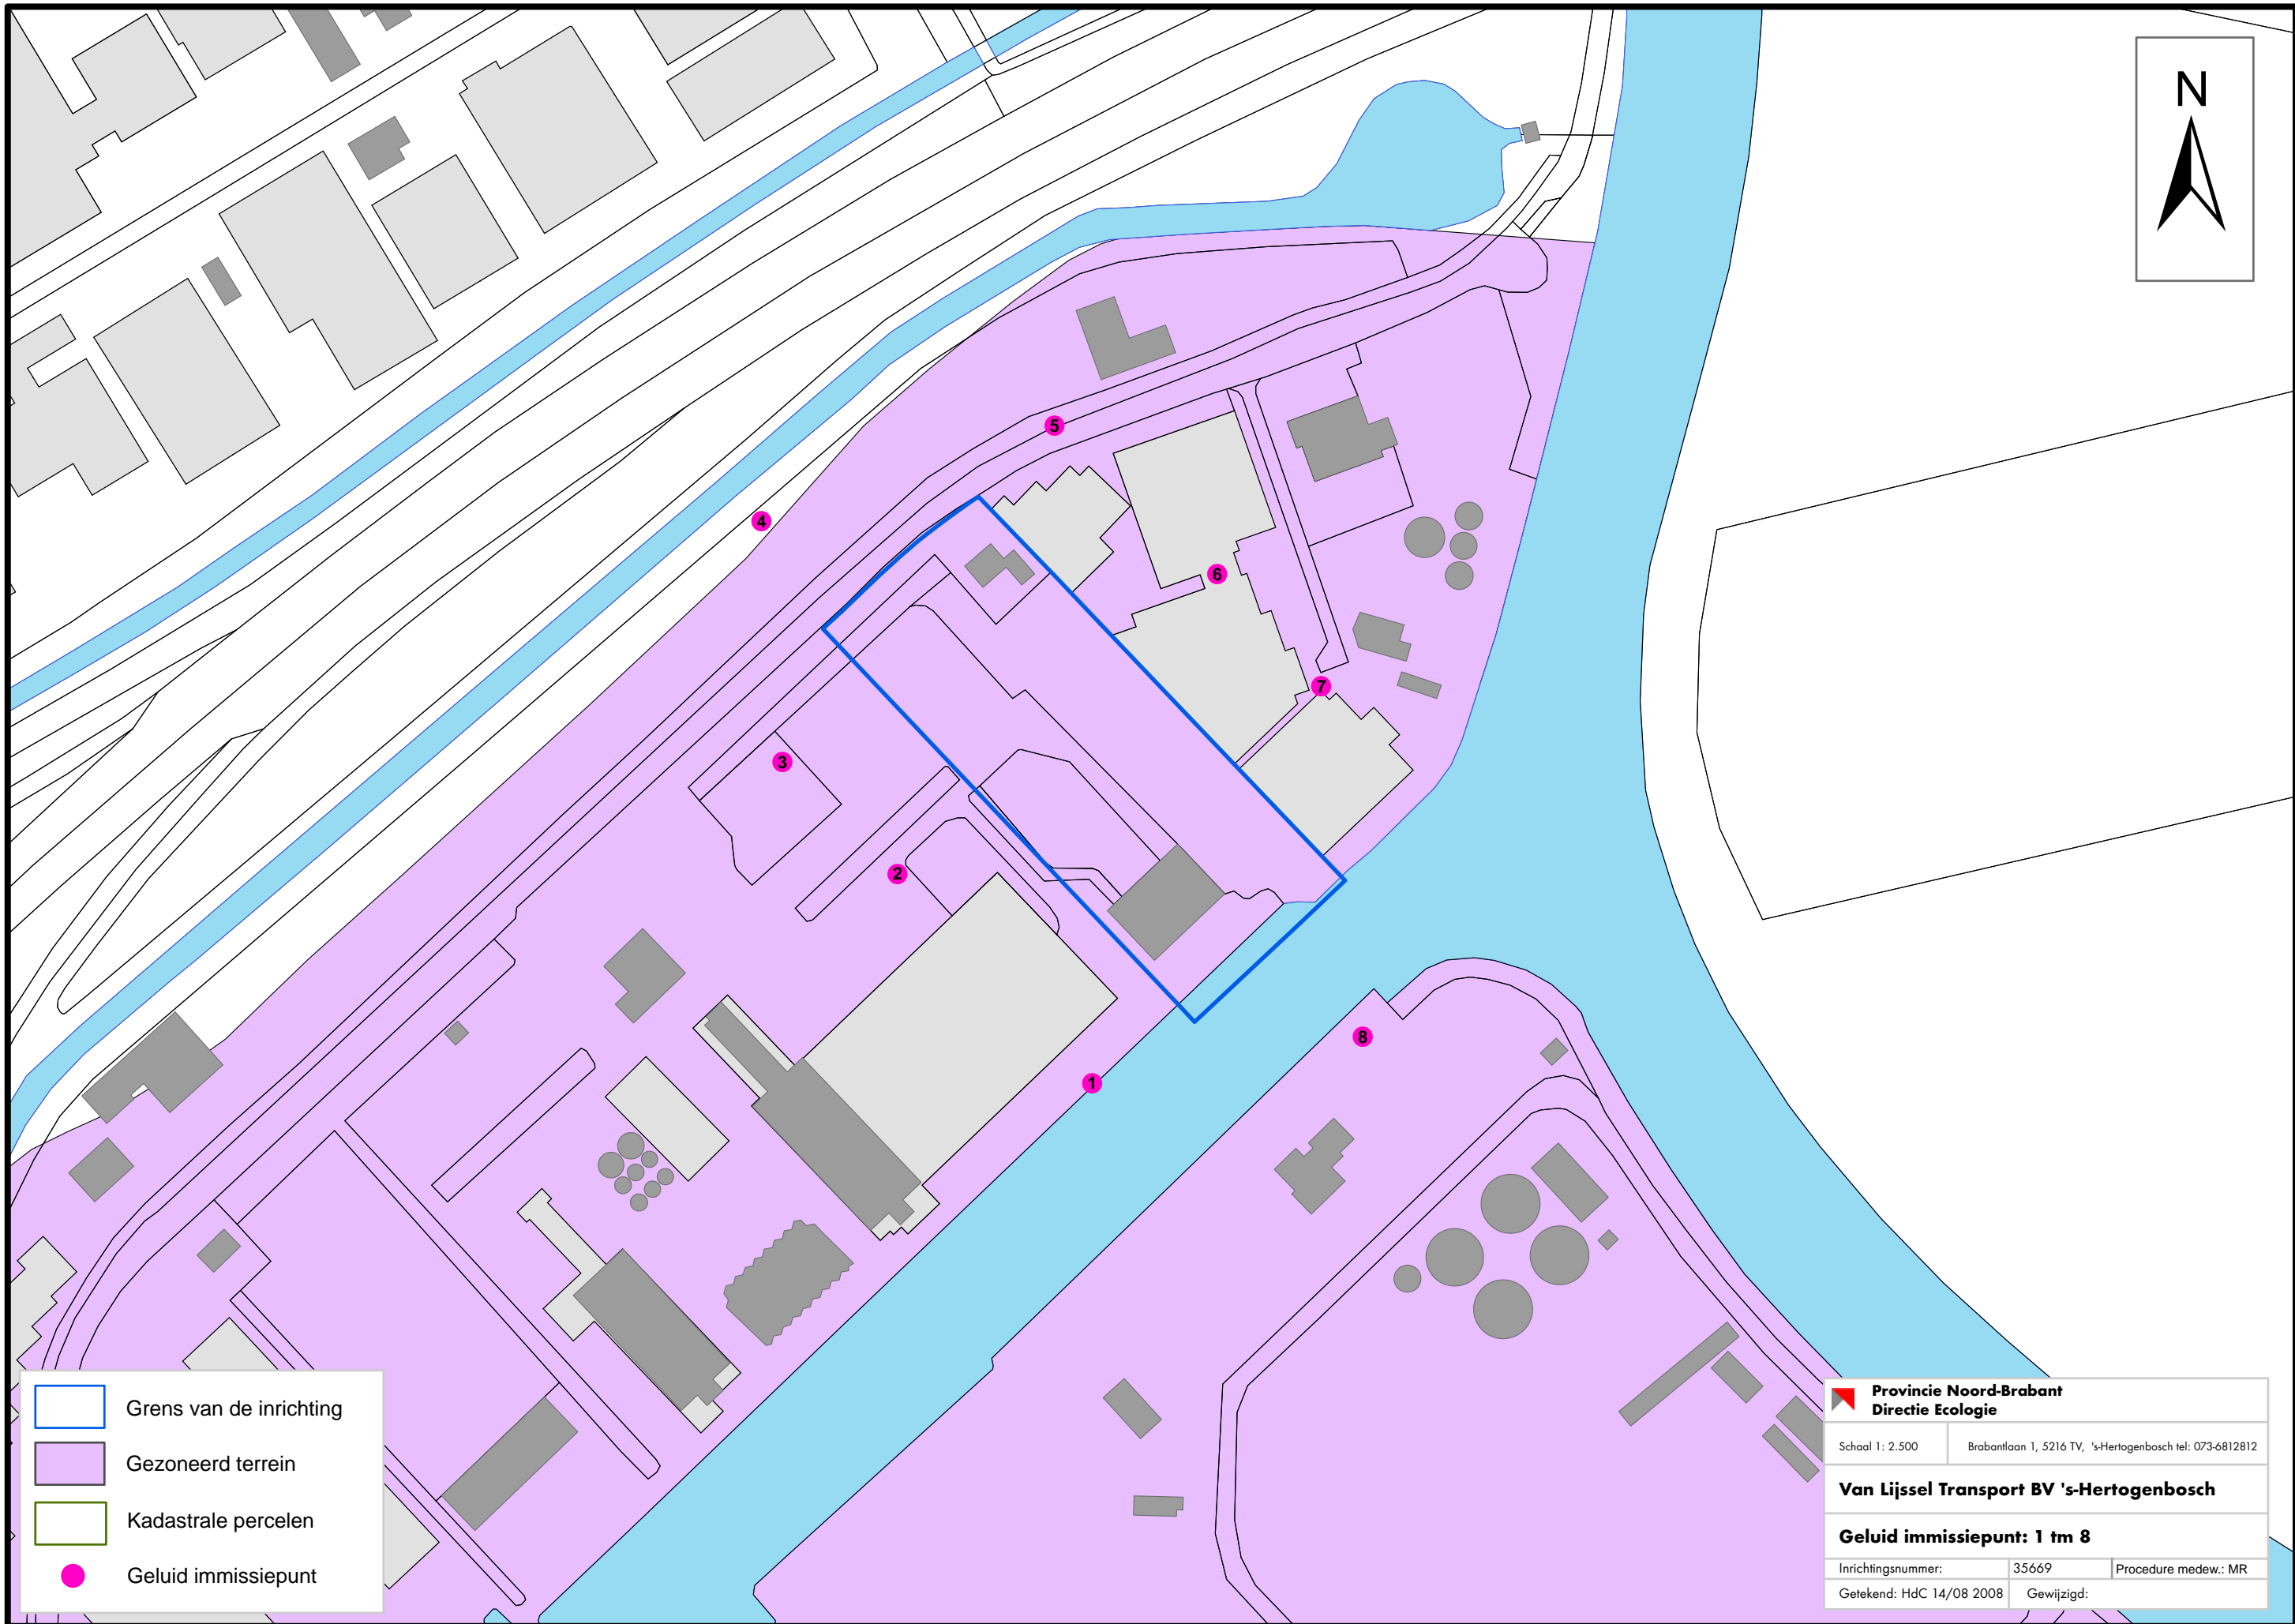 N
5
4
6
7
3
2
8
1
Grens van de inrichting
Gezoneerd terrein
Kadastrale percelen
Geluid immissiepunt
Provincie Noord-Brabant
Directie Ecologie
Schaal 1: 2.500 Brabantlaan 1, 5216 TV, 's-Hertogenbosch tel: 073-6812812
Van Lijssel Transport BV 's-Hertogenbosch
Geluid immissiepunt: 1 tm 8
Inrichtingsnummer: 35669 Procedure medew.: MR
Getekend: HdC 14/08 2008 Gewijzigd: